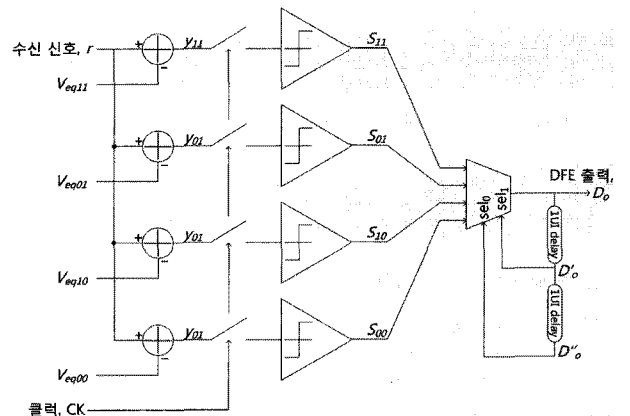 수신 신호, r
+
−
y11
S11
Veq11
+
−
y01
S01
Veq01
+
−
y01
S10
Veq10
+
−
y01
S00
Veq00
클럭, CK
sel0
sel1
DFE 출력,
Do
1UI delay
D'o
1UI delay
D''o